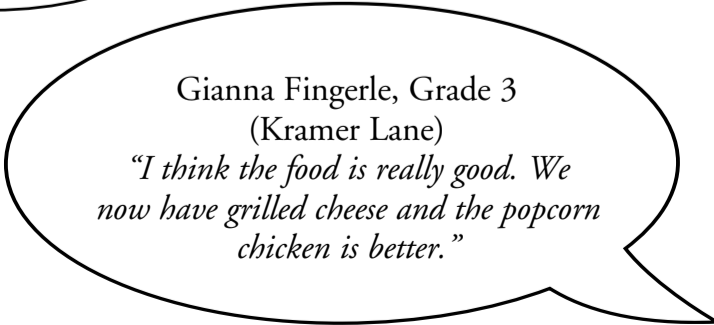 Gianna Fingerle, Grade 3
(Kramer Lane)
“I think the food is really good. We
now have grilled cheese and the popcorn
chicken is better.”